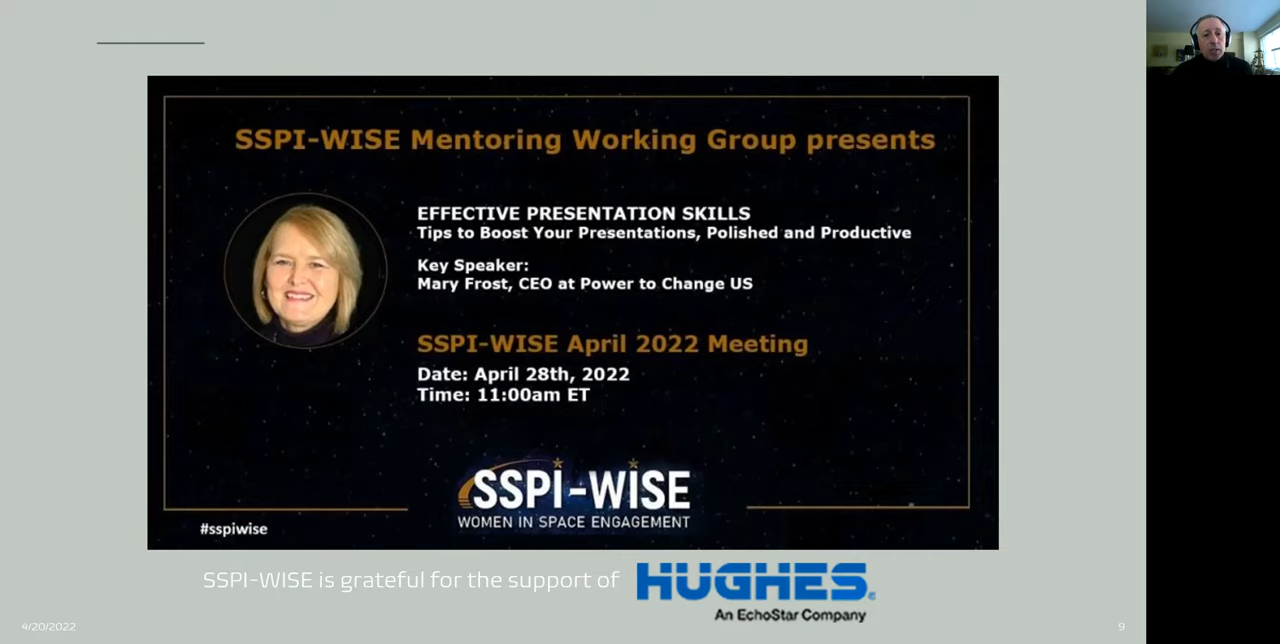 SSPI-WISE Mentoring Working Group presents
EFFECTIVE PRESENTATION SKILLS
Tips to Boost Your Presentations, Polished and Productive
Key Speaker:
Mary Frost, CEO at Power to Change US
SSPI-WISE April 2022 Meeting
Date: April 28th, 2022
Time: 11:00am ET
SSPI-WISE
WOMEN IN SPACE ENGAGEMENT
#sspiwise
SSPI-WISE is grateful for the support of
HUGHES
An EchoStar Company
4/20/2022
9